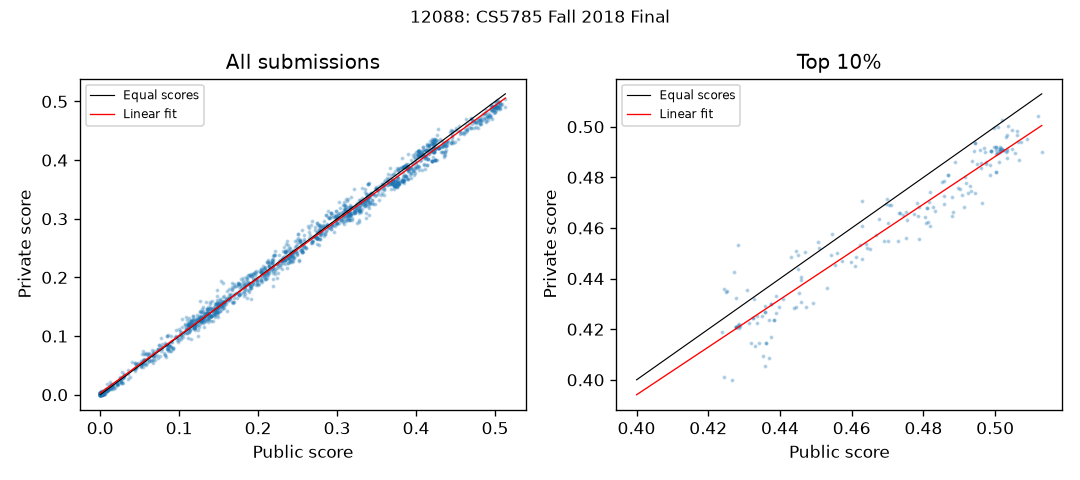 12088: CS5785 Fall 2018 Final
All submissions
Equal scores
Linear fit
Private score
0.5
0.4
0.3
0.2
0.1
0.0
0.0 0.1 0.2 0.3 0.4 0.5
Public score
Top 10%
Equal scores
Linear fit
Private score
0.50
0.48
0.46
0.44
0.42
0.40
0.40 0.42 0.44 0.46 0.48 0.50
Public score